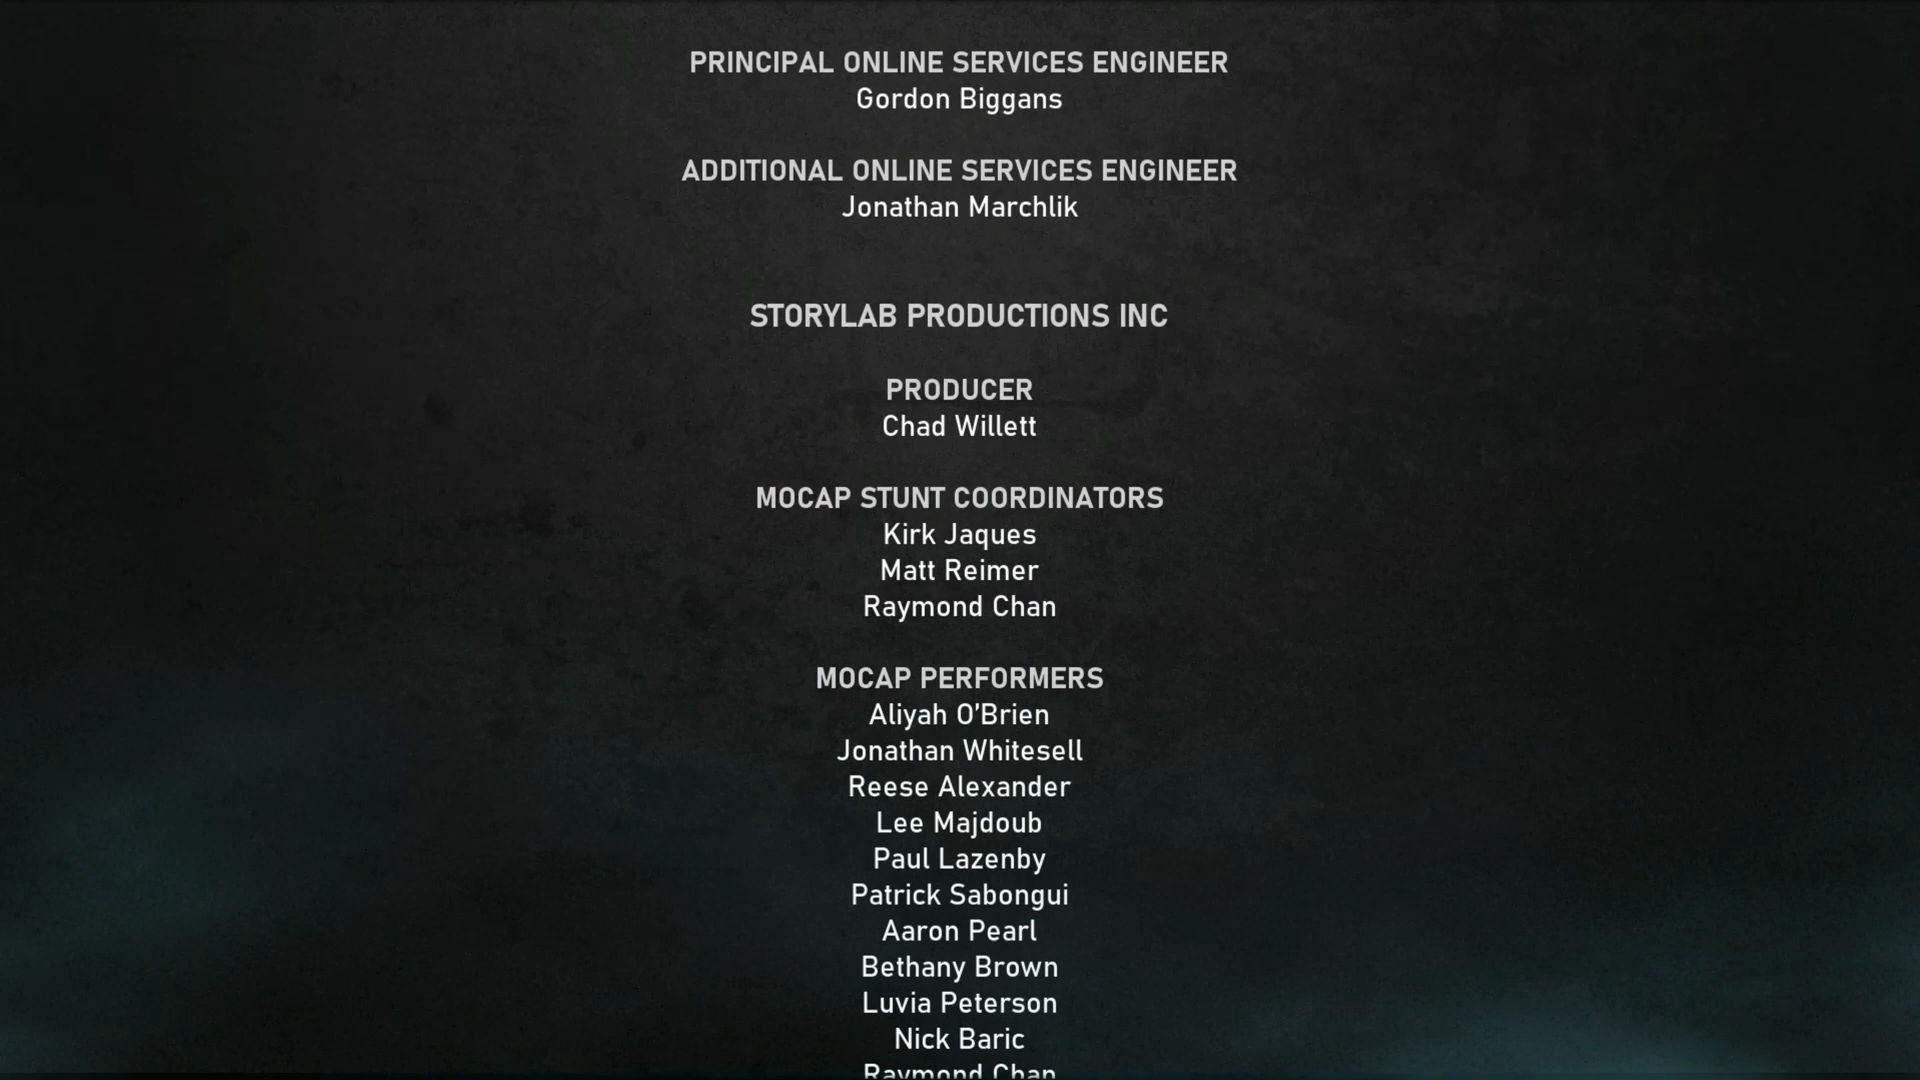 PRINCIPAL ONLINE SERVICES ENGINEER
Gordon Biggans
ADDITIONAL ONLINE SERVICES ENGINEER
Jonathan Marchlik
STORYLAB PRODUCTIONS INC
PRODUCER
Chad Willett
MOCAP STUNT COORDINATORS
Kirk Jaques
Matt Reimer
Raymond Chan
MOCAP PERFORMERS
Aliyah O’Brien
Jonathan Whitesell
Reese Alexander
Lee Majdoub
Paul Lazenby
Patrick Sabongui
Aaron Pearl
Bethany Brown
Luvia Peterson
Nick Baric
Raymond Chan